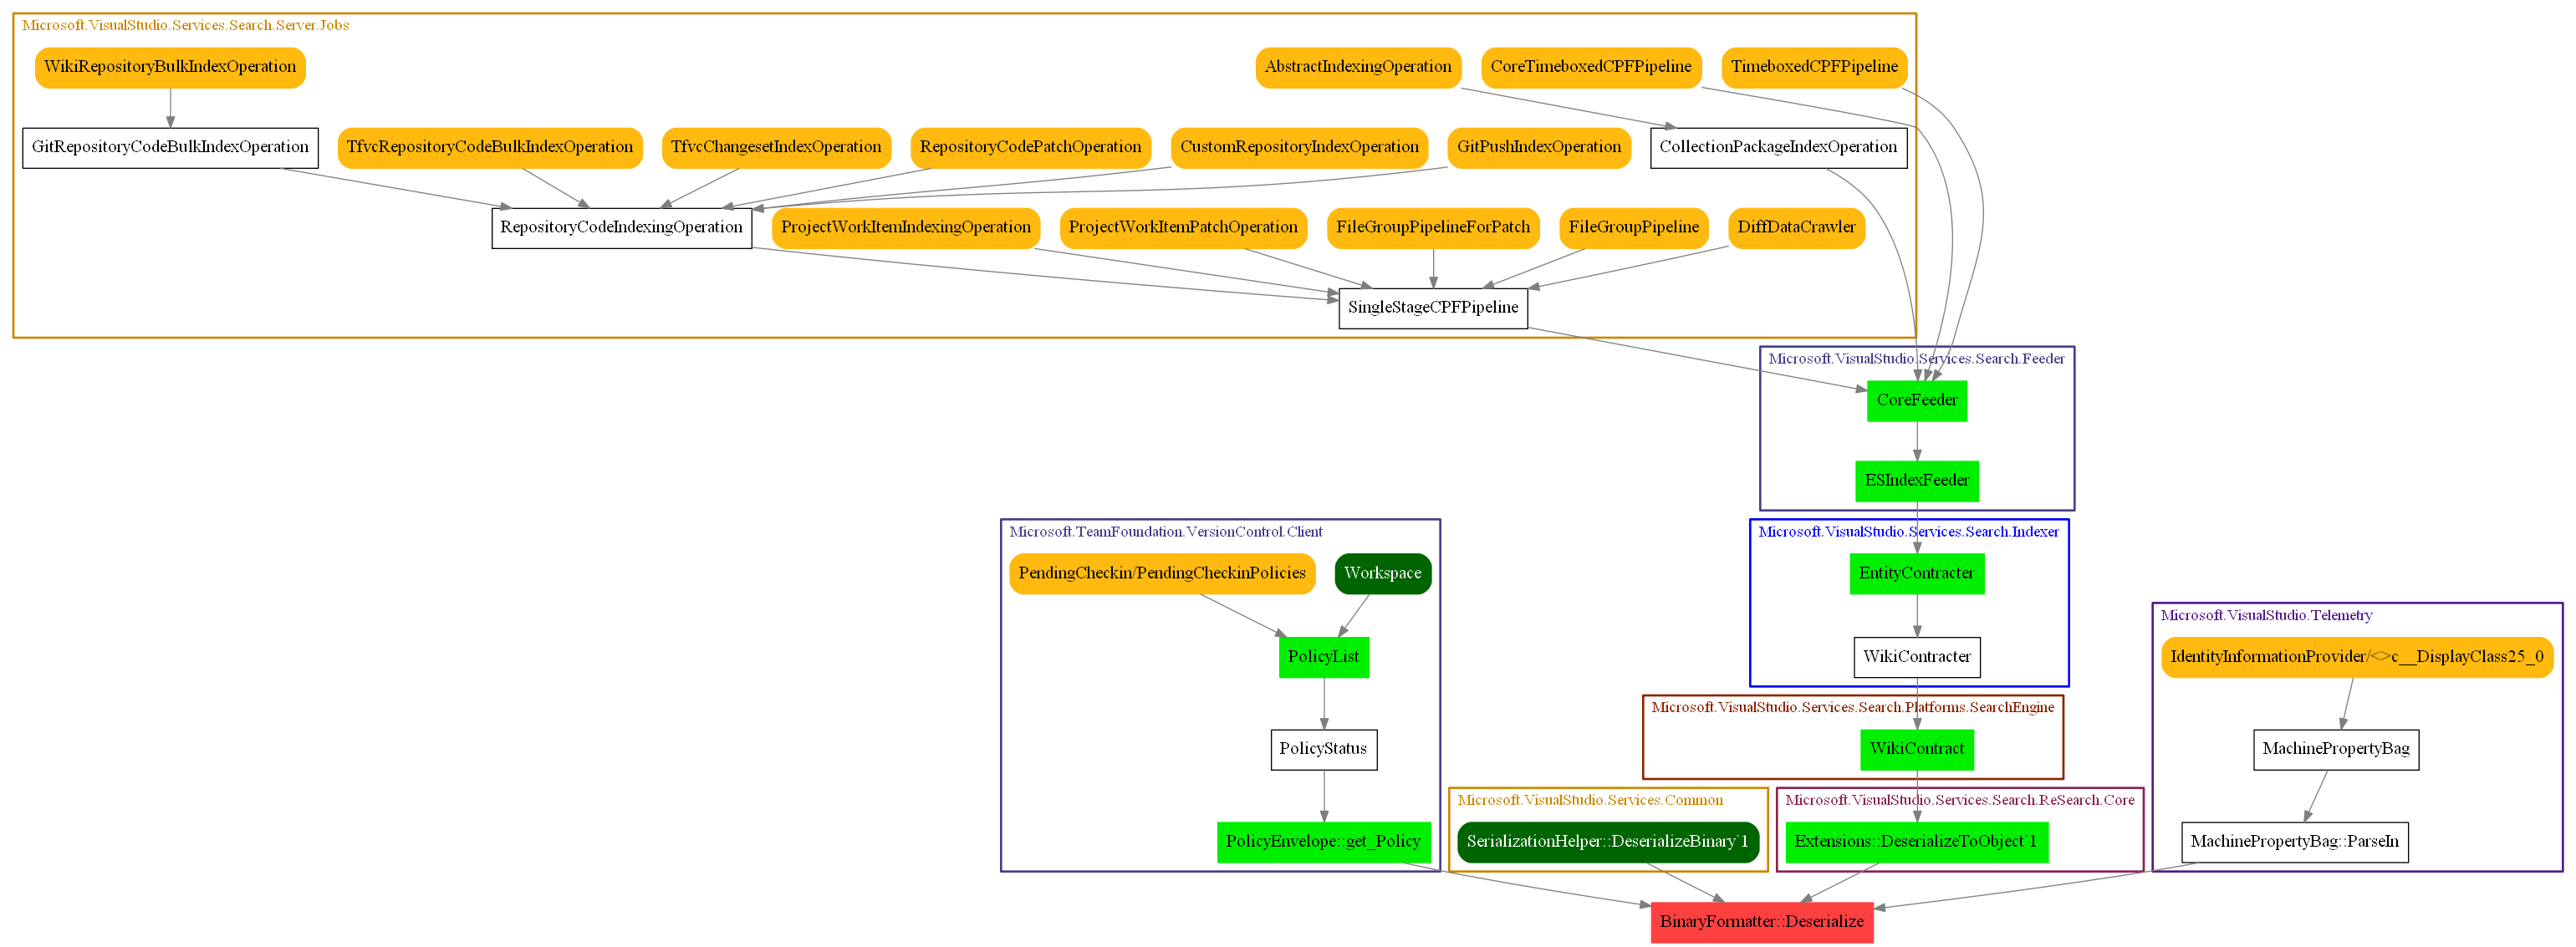 Microsoft.VisualStudio.Services.Search.Server.Jobs
WikiRepositoryBulkIndexOperation
AbstractIndexingOperation
CoreTimeboxedCPFPipeline
TimeboxedCPFPipeline
GitRepositoryCodeBulkIndexOperation
TfvcRepositoryCodeBulkIndexOperation
TfvcChangesetIndexOperation
RepositoryCodePatchOperation
CustomRepositoryIndexOperation
GitPushIndexOperation
CollectionPackageIndexOperation
RepositoryCodeIndexingOperation
ProjectWorkItemIndexingOperation
ProjectWorkItemPatchOperation
FileGroupPipelineForPatch
FileGroupPipeline
DiffDataCrawler
SingleStageCPFPipeline
Microsoft.VisualStudio.Services.Search.Feeder
CoreFeeder
ESIndexFeeder
Microsoft.TeamFoundation.VersionControl.Client
PendingCheckin/PendingCheckinPolicies
Workspace
PolicyList
PolicyStatus
PolicyEnvelope::get_Policy
Microsoft.VisualStudio.Services.Search.Indexer
EntityContracter
WikiContracter
Microsoft.VisualStudio.Services.Search.Platforms.SearchEngine
WikiContract
Microsoft.VisualStudio.Services.Common
SerializationHelper::DeserializeBinary`1
Microsoft.VisualStudio.Services.Search.ReSearch.Core
Extensions::DeserializeToObject`1
Microsoft.VisualStudio.Telemetry
IdentityInformationProvider/<>c__DisplayClass25_0
MachinePropertyBag
MachinePropertyBag::ParseIn
BinaryFormatter::Deserialize